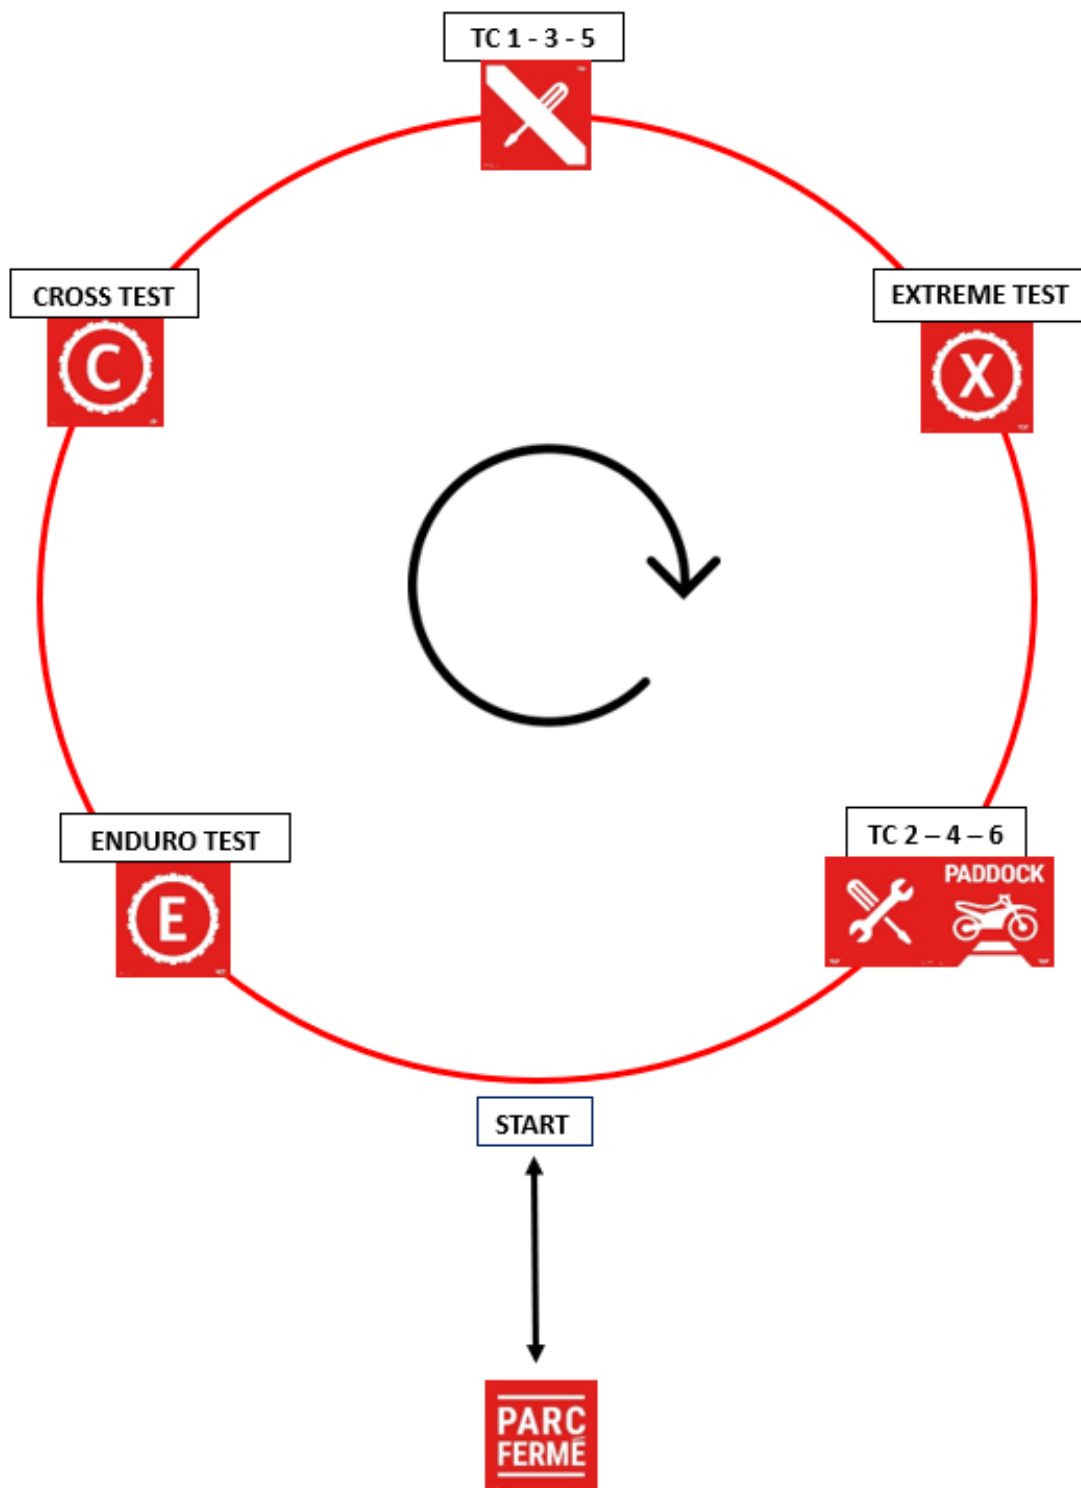 TC 1 - 3 - 5
CROSS TEST
C
EXTREME TEST
X
ENDURO TEST
E
TC 2 – 4 – 6
PADDOCK
START
PARC
FERMÉ